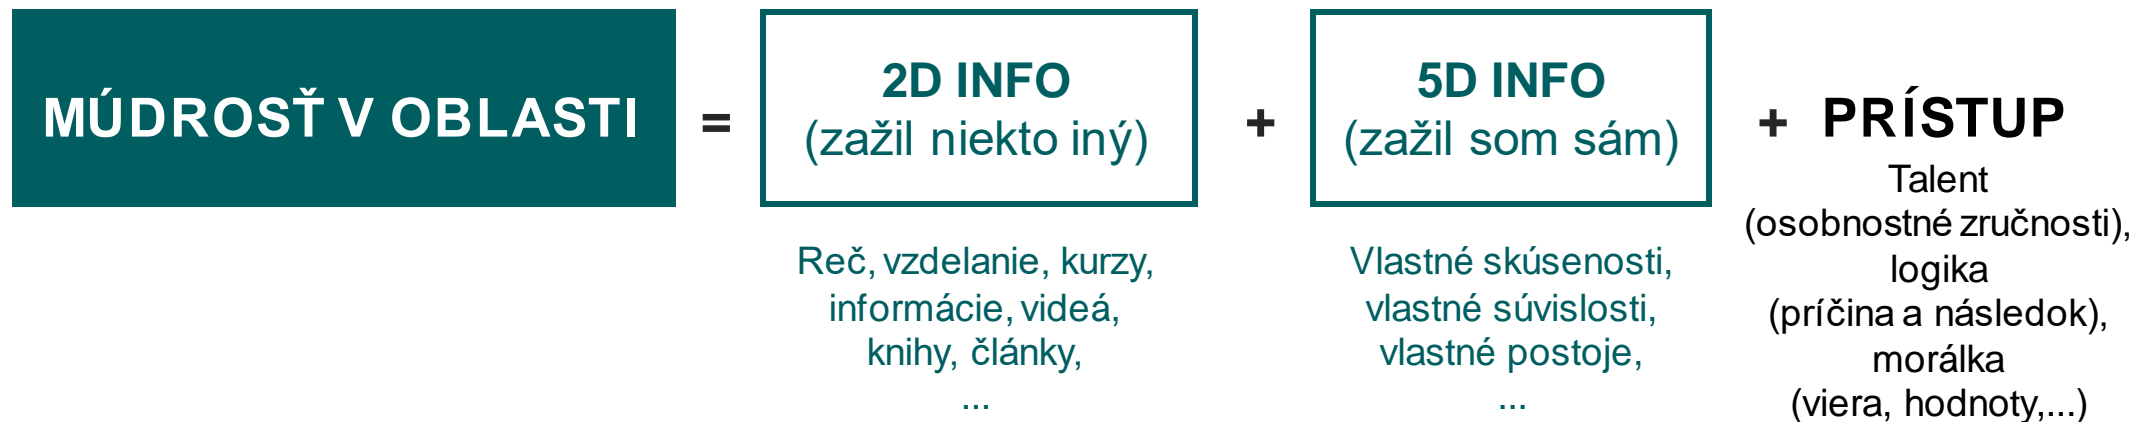 MÚDROSŤ V OBLASTI
=
2D INFO
(zažil niekto iný)
+
5D INFO
(zažil som sám)
+ PRÍSTUP
Reč, vzdelanie, kurzy,
informácie, videá,
knihy, články,
...
Vlastné skúsenosti,
vlastné súvislosti,
vlastné postoje,
...
Talent
(osobnostné zručnosti),
logika
(príčina a následok),
morálka
(viera, hodnoty,...)